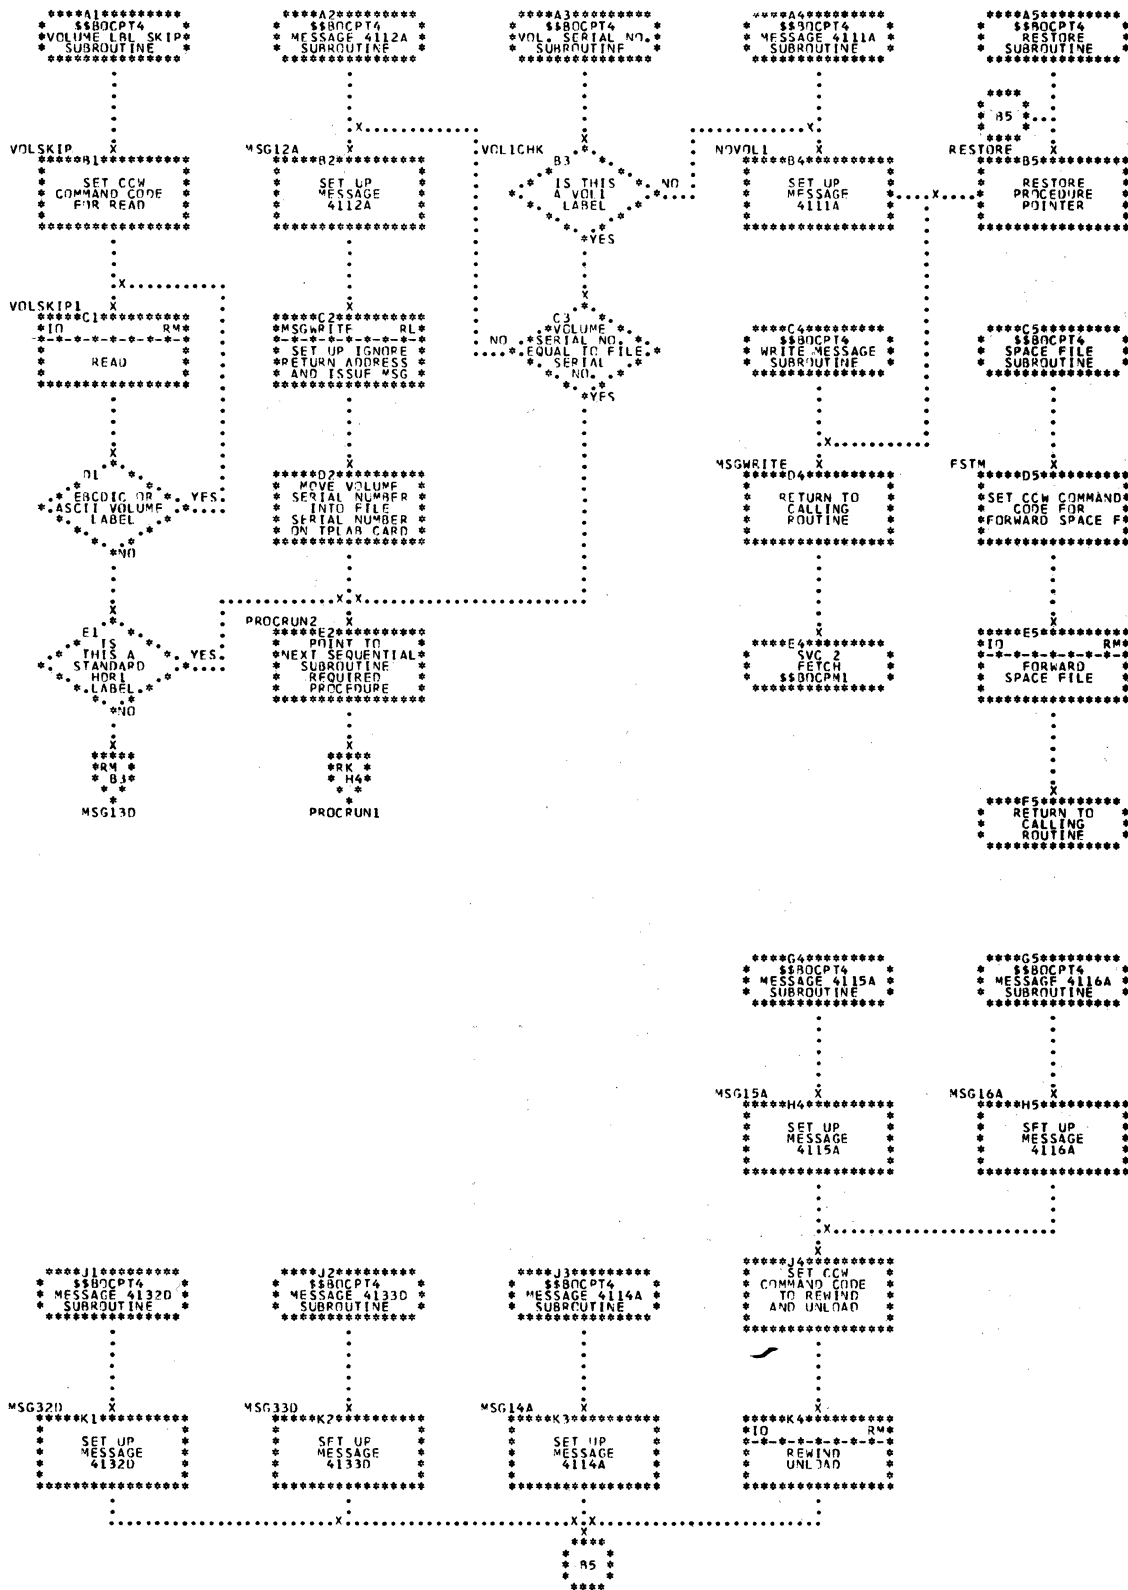 A1
$$BOCPT4
VOLUME LBL SKIP
SUBROUTINE
A2
$$BOCPT4
MESSAGE 4112A
SUBROUTINE
A3
$$BOCPT4
VOL. SERIAL NO.
SUBROUTINE
A4
$$BOCPT4
MESSAGE 4111A
SUBROUTINE
A5
$$BOCPT4
RESTORE
SUBROUTINE
B5
VOLSKIP
B1
SET CCW
COMMAND CODE
FOR READ
MSG12A
B2
SET UP
MESSAGE
4112A
VOL1CHK
B3
IS THIS
A VOL1
LABEL
NO
YES
NOVOL1
B4
SET UP
MESSAGE
4111A
RESTORE
B5
RESTORE
PROCEDURE
POINTER
VOLSKIP1
C1
IO RM
READ
C2
MSGWRITE RL
SET UP IGNORE
RETURN ADDRESS
AND ISSUE MSG
C3
VOLUME
SERIAL NO.
EQUAL TO FILE
SERIAL
NO.
NO
YES
C4
$$BOCPT4
WRITE MESSAGE
SUBROUTINE
C5
$$BOCPT4
SPACE FILE
SUBROUTINE
D1
EBCDIC OR
ASCII VOLUME
LABEL
YES
NO
D2
MOVE VOLUME
SERIAL NUMBER
INTO FILE
SERIAL NUMBER
ON TPLAB CARD
MSGWRITE
D4
RETURN TO
CALLING
ROUTINE
FSTM
D5
SET CCW COMMAND
CODE FOR
FORWARD SPACE F
E1
IS
THIS A
STANDARD
HDR1
LABEL
YES
NO
PROCRUN2
E2
POINT TO
NEXT SEQUENTIAL
SUBROUTINE
REQUIRED
PROCEDURE
E4
SVC 2
FETCH
$$BOCPM1
E5
IO RM
FORWARD
SPACE FILE
RM
B3
MSG13D
RK
H4
PROCRUN1
F5
RETURN TO
CALLING
ROUTINE
G4
$$BOCPT4
MESSAGE 4115A
SUBROUTINE
G5
$$BOCPT4
MESSAGE 4116A
SUBROUTINE
MSG15A
H4
SET UP
MESSAGE
4115A
MSG16A
H5
SET UP
MESSAGE
4116A
J1
$$BOCPT4
MESSAGE 4132D
SUBROUTINE
J2
$$BOCPT4
MESSAGE 4133D
SUBROUTINE
J3
$$BOCPT4
MESSAGE 4114A
SUBROUTINE
J4
SET CCW
COMMAND CODE
TO REWIND
AND UNLOAD
MSG32D
K1
SET UP
MESSAGE
4132D
MSG33D
K2
SET UP
MESSAGE
4133D
MSG14A
K3
SET UP
MESSAGE
4114A
K4
IO RM
REWIND
UNLOAD
B5